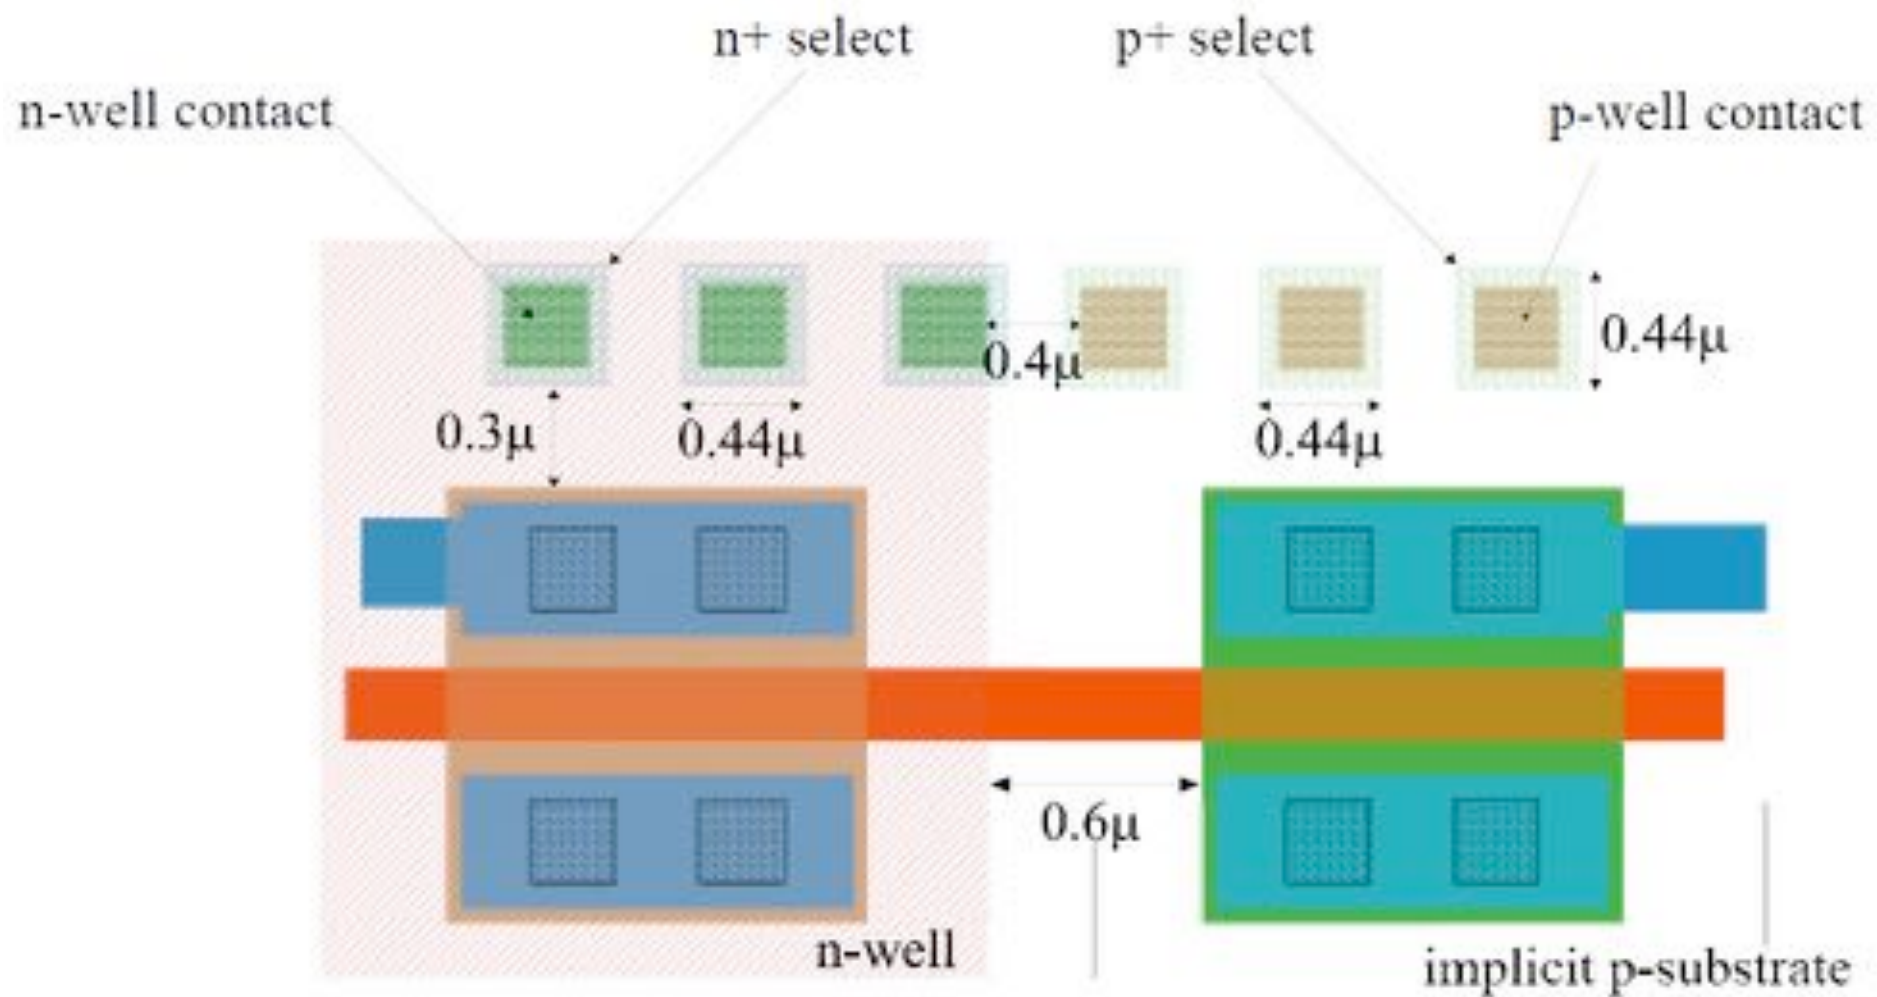 n+ select
p+ select
n-well contact
p-well contact
0.4μ
0.44μ
0.3μ
0.44μ
0.44μ
0.6μ
n-well
implicit p-substrate